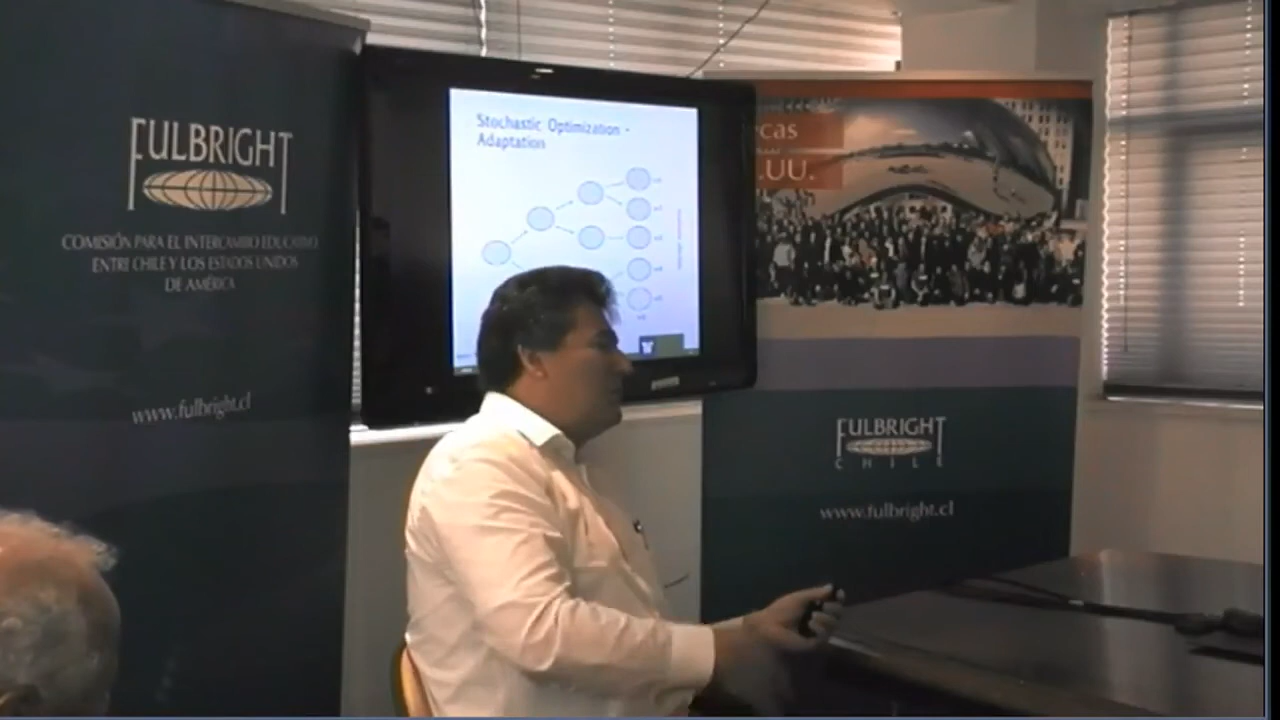 FULBRIGHT
COMISIÓN PARA EL INTERCAMBIO EDUCATIVO
ENTRE CHILE Y LOS ESTADOS UNIDOS
DE AMÉRICA
www.fulbright.cl
Stochastic Optimization -
Adaptation
cas
.UU.
FULBRIGHT
CHILE
www.fulbright.cl